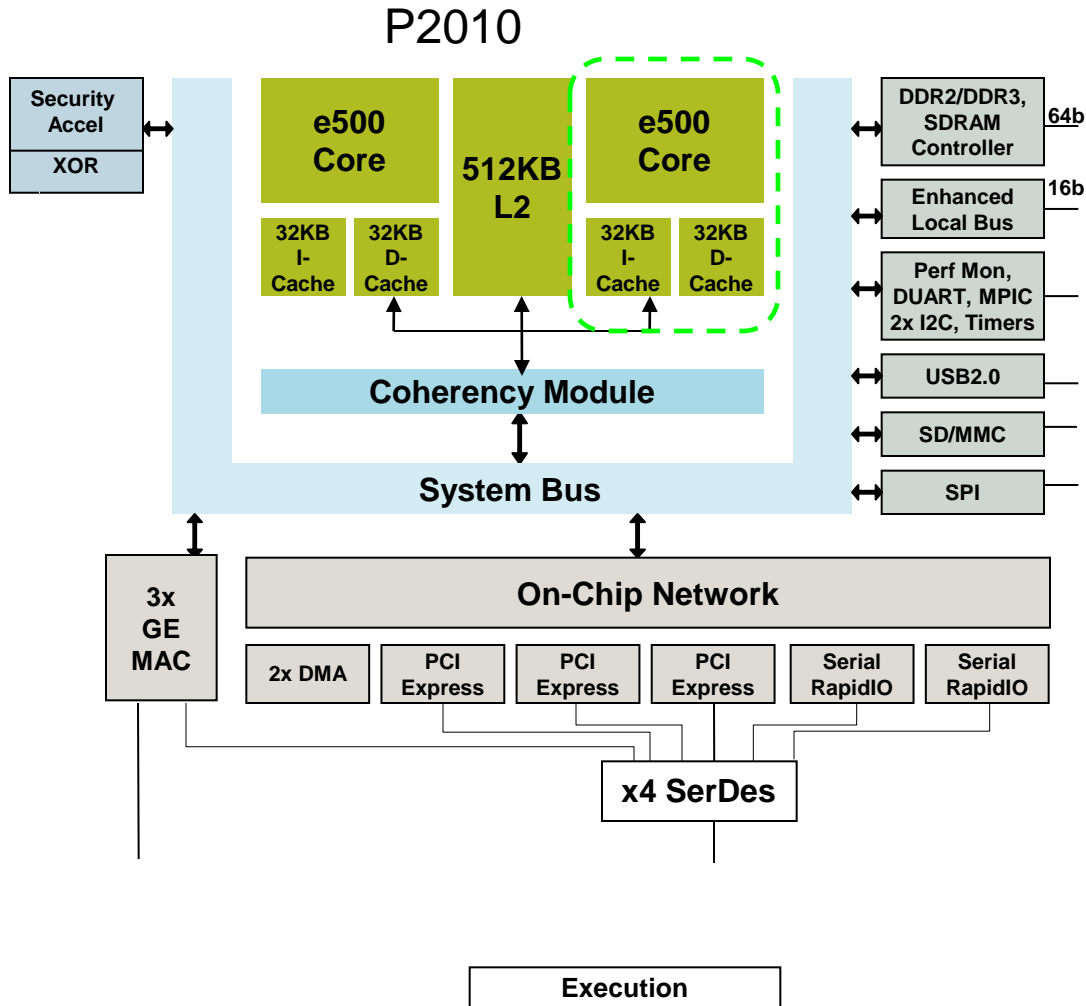 P2010
Security
Accel
XOR
e500
Core
512KB
L2
e500
Core
32KB
I-
Cache
32KB
D-
Cache
32KB
I-
Cache
32KB
D-
Cache
Coherency Module
System Bus
DDR2/DDR3,
SDRAM
Controller
64b
Enhanced
Local Bus
16b
Perf Mon,
DUART, MPIC
2x I2C, Timers
USB2.0
SD/MMC
SPI
3x
GE
MAC
On-Chip Network
2x DMA
PCI
Express
PCI
Express
PCI
Express
Serial
RapidIO
Serial
RapidIO
x4 SerDes
Execution